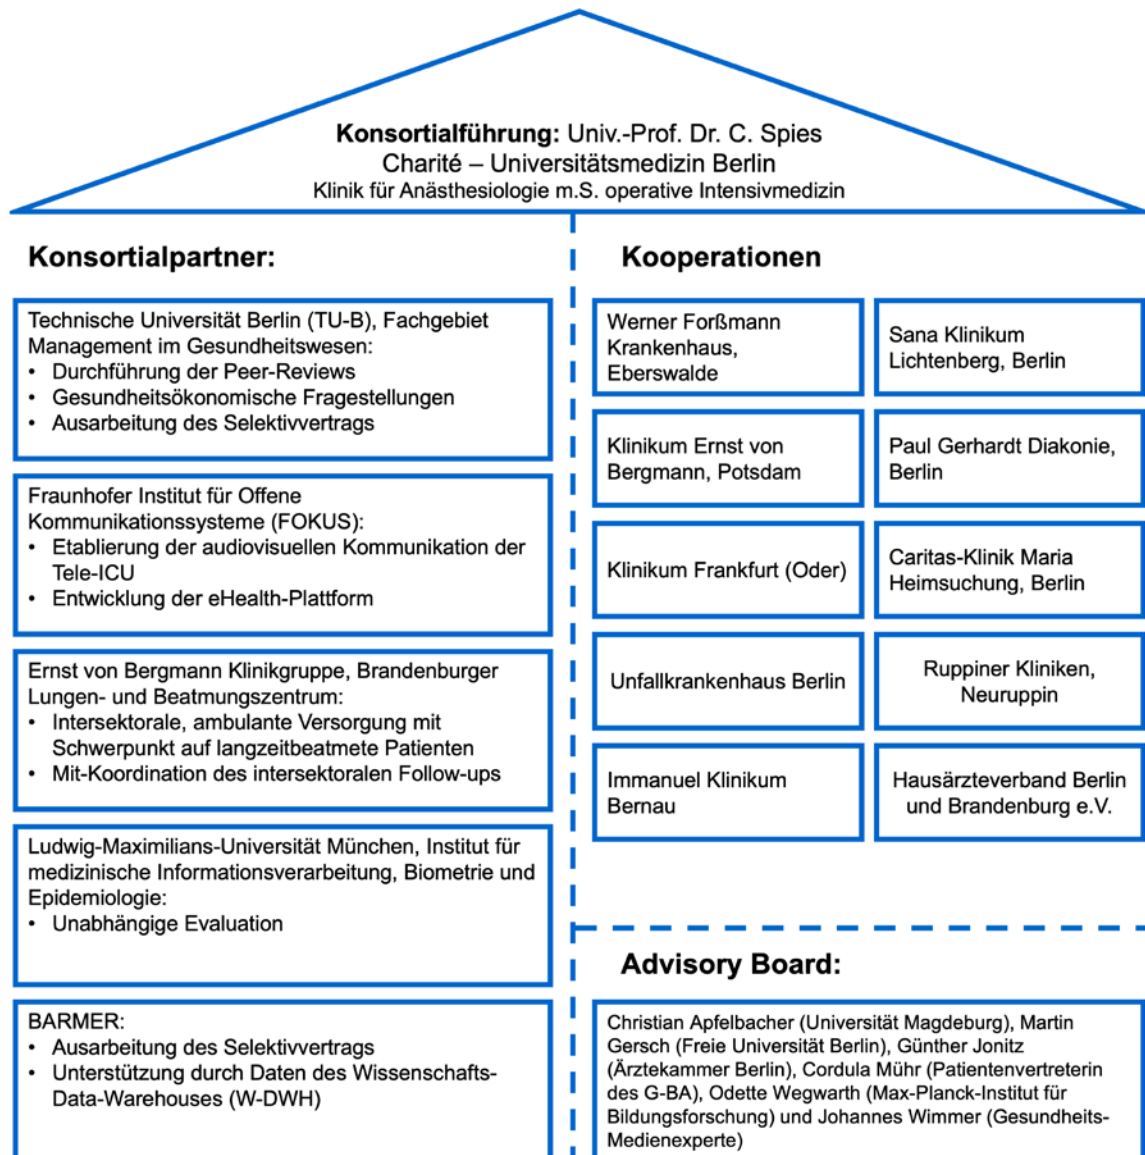 Konsortialführung: Univ.-Prof. Dr. C. Spies
Charité – Universitätsmedizin Berlin
Klinik für Anästhesiologie m.S. operative Intensivmedizin
Konsortialpartner:
Technische Universität Berlin (TU-B), Fachgebiet
Management im Gesundheitswesen:
• Durchführung der Peer-Reviews
• Gesundheitsökonomische Fragestellungen
• Ausarbeitung des Selektivvertrags
Fraunhofer Institut für Offene
Kommunikationssysteme (FOKUS):
• Etablierung der audiovisuellen Kommunikation der
Tele-ICU
• Entwicklung der eHealth-Plattform
Ernst von Bergmann Klinikgruppe, Brandenburger
Lungen- und Beatmungszentrum:
• Intersektorale, ambulante Versorgung mit
Schwerpunkt auf langzeitbeatmete Patienten
• Mit-Koordination des intersektoralen Follow-ups
Ludwig-Maximilians-Universität München, Institut für
medizinische Informationsverarbeitung, Biometrie und
Epidemiologie:
• Unabhängige Evaluation
BARMER:
• Ausarbeitung des Selektivvertrags
• Unterstützung durch Daten des Wissenschafts-
Data-Warehouses (W-DWH)
Kooperationen
Werner Forßmann
Krankenhaus,
Eberswalde
Sana Klinikum
Lichtenberg, Berlin
Klinikum Ernst von
Bergmann, Potsdam
Paul Gerhardt Diakonie,
Berlin
Klinikum Frankfurt (Oder)
Caritas-Klinik Maria
Heimsuchung, Berlin
Unfallkrankenhaus Berlin
Ruppiner Kliniken,
Neuruppin
Immanuel Klinikum
Bernau
Hausärzteverband Berlin
und Brandenburg e.V.
Advisory Board:
Christian Apfelbacher (Universität Magdeburg), Martin
Gersch (Freie Universität Berlin), Günther Jonitz
(Ärztekammer Berlin), Cordula Mühr (Patientenvertreterin
des G-BA), Odette Wegwarth (Max-Planck-Institut für
Bildungsforschung) und Johannes Wimmer (Gesundheits-
Medienexperte)